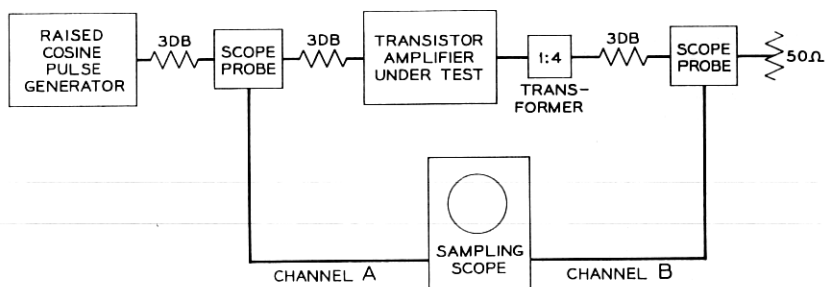 RAISED
COSINE
PULSE
GENERATOR
3DB
SCOPE
PROBE
3DB
TRANSISTOR
AMPLIFIER
UNDER TEST
1:4
TRANS-
FORMER
3DB
SCOPE
PROBE
50Ω
SAMPLING
SCOPE
CHANNEL A
CHANNEL B